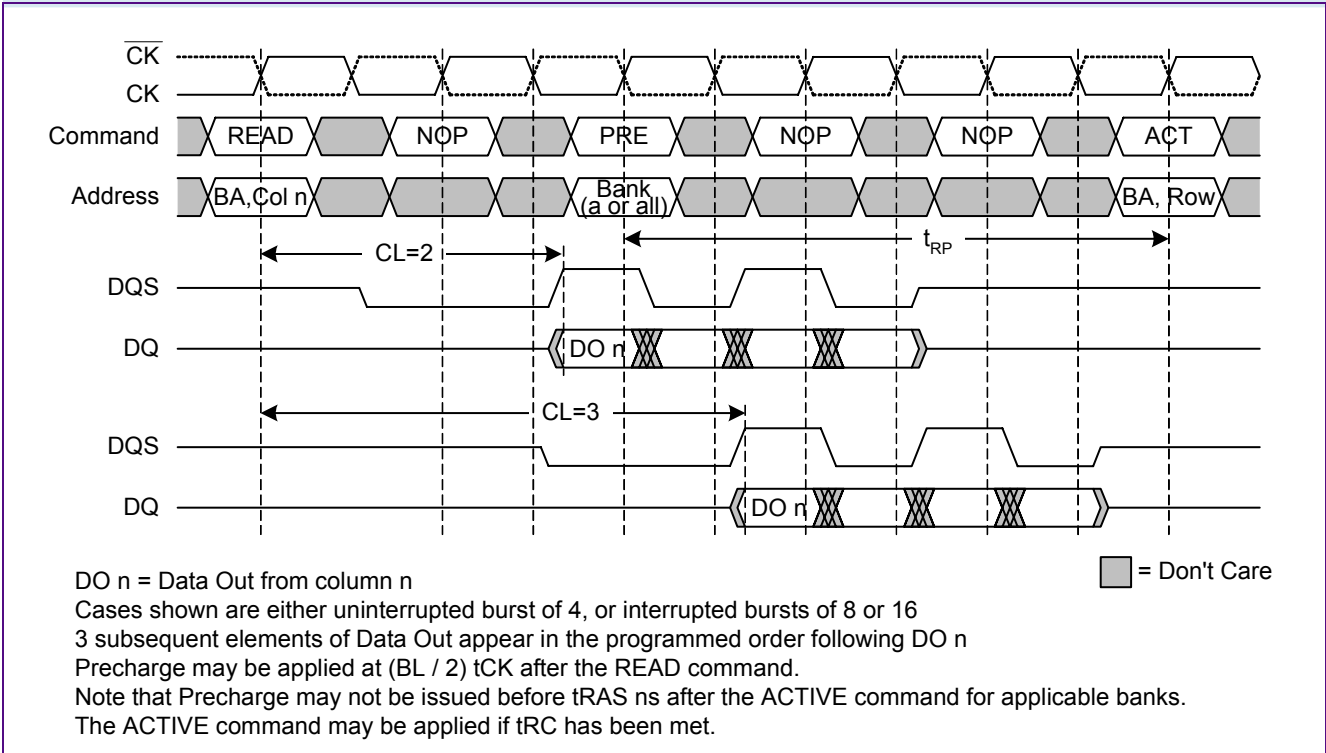 CK
CK
Command READ NOP PRE NOP NOP ACT
Address BA,Col n Bank (a or all) BA, Row
CL=2 tRP
DQS
DQ DO n
CL=3
DQS
DQ DO n
DO n = Data Out from column n
= Don't Care
Cases shown are either uninterrupted burst of 4, or interrupted bursts of 8 or 16
3 subsequent elements of Data Out appear in the programmed order following DO n
Precharge may be applied at (BL / 2) tCK after the READ command.
Note that Precharge may not be issued before tRAS ns after the ACTIVE command for applicable banks.
The ACTIVE command may be applied if tRC has been met.